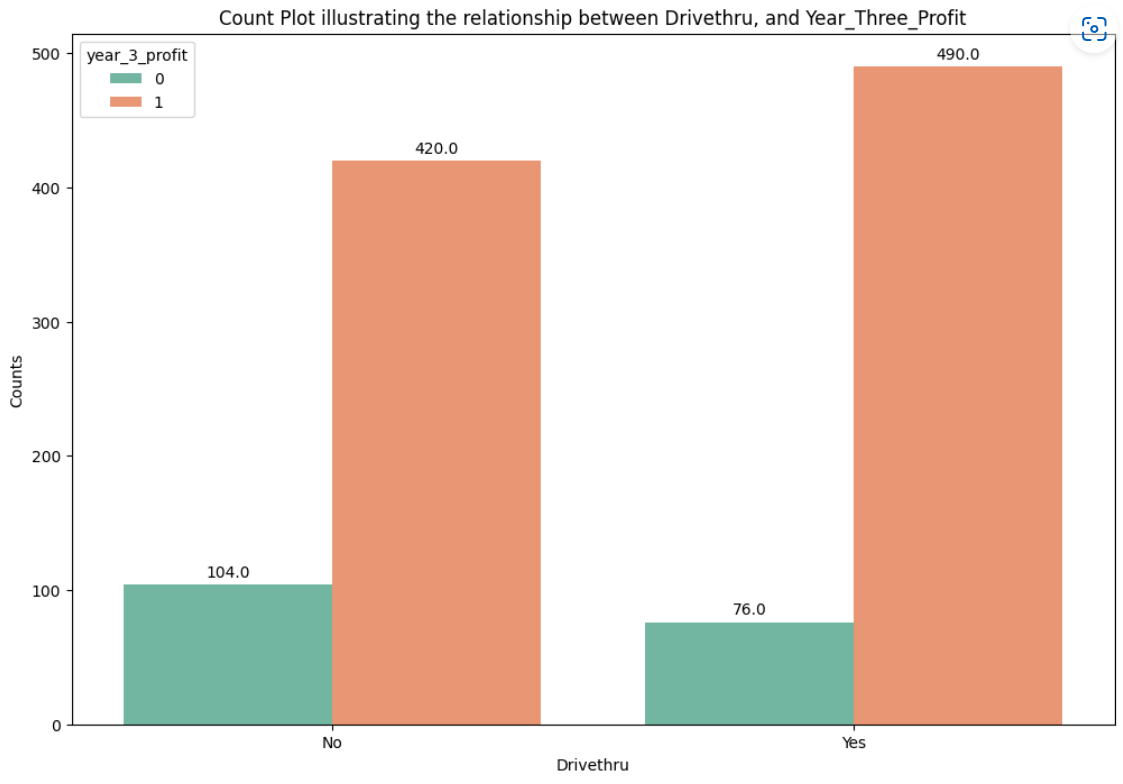 Count Plot illustrating the relationship between Drivethru, and Year_Three_Profit
year_3_profit
0
1
500
400
300
200
100
0
Counts
104.0
420.0
76.0
490.0
No
Yes
Drivethru